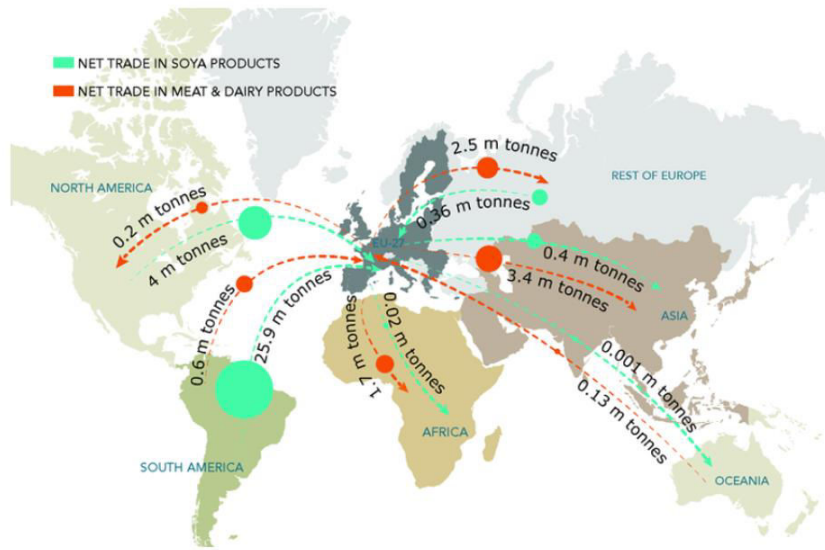 NET TRADE IN SOYA PRODUCTS
NET TRADE IN MEAT & DAIRY PRODUCTS
2.5 m tonnes
REST OF EUROPE
NORTH AMERICA
0.2 m tonnes
0.36 m tonnes
4 m tonnes
EU-27
0.4 m tonnes
3.4 m tonnes
ASIA
0.6 m tonnes
25.9 m tonnes
1.7 m tonnes
0.02 m tonnes
0.001 m tonnes
0.13 m tonnes
AFRICA
SOUTH AMERICA
OCEANIA